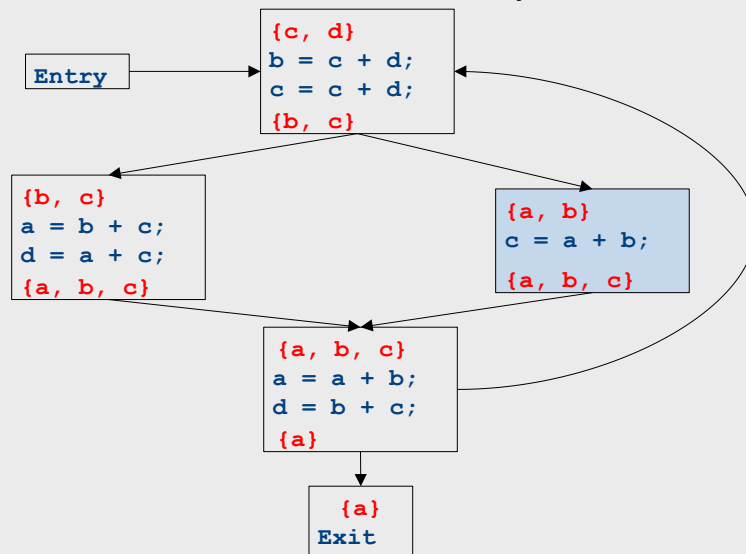 {c, d}
b = c + d;
c = c + d;
{b, c}
Entry
{b, c}
a = b + c;
d = a + c;
{a, b, c}
{a, b}
c = a + b;
{a, b, c}
{a, b, c}
a = a + b;
d = b + c;
{a}
{a}
Exit